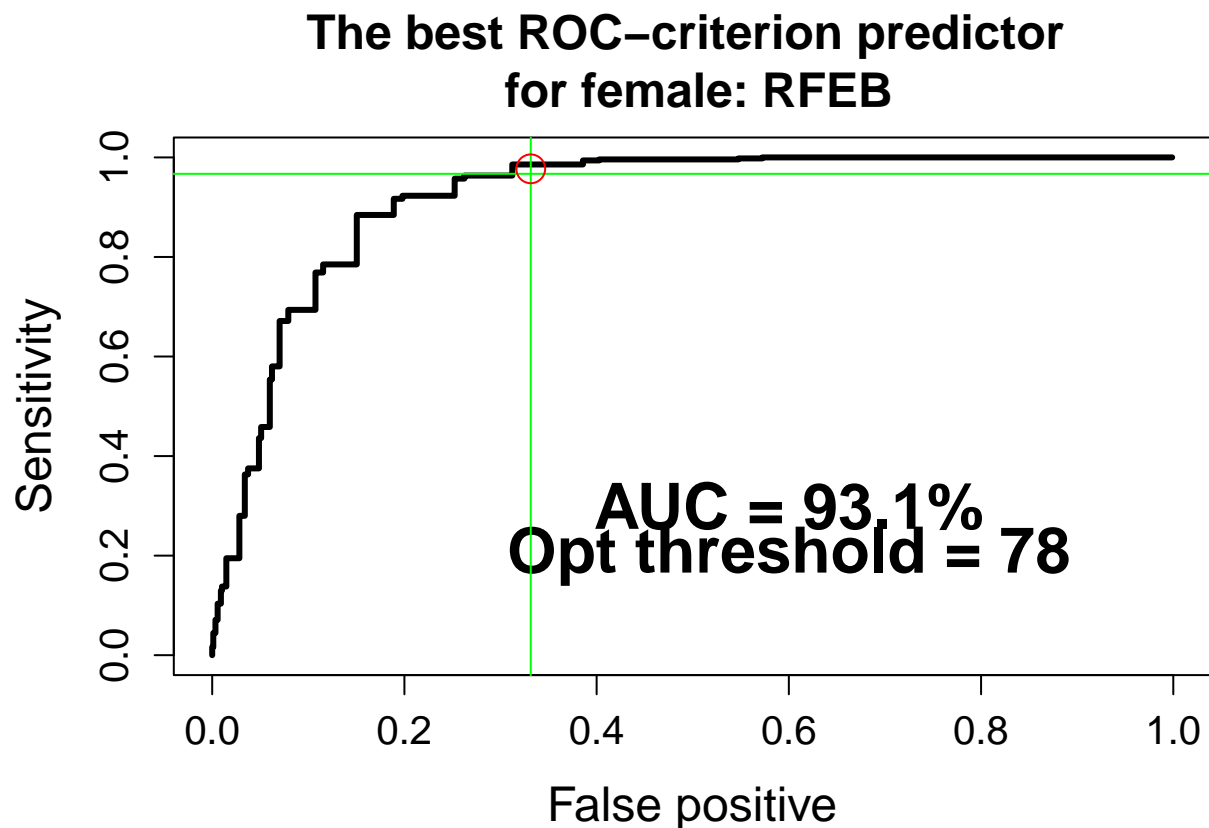 The best ROC−criterion predictor
for female: RFEB
Sensitivity
1.0
0.8
0.6
0.4
0.2
0.0
AUC = 93.1%
Opt threshold = 78
0.0 0.2 0.4 0.6 0.8 1.0
False positive